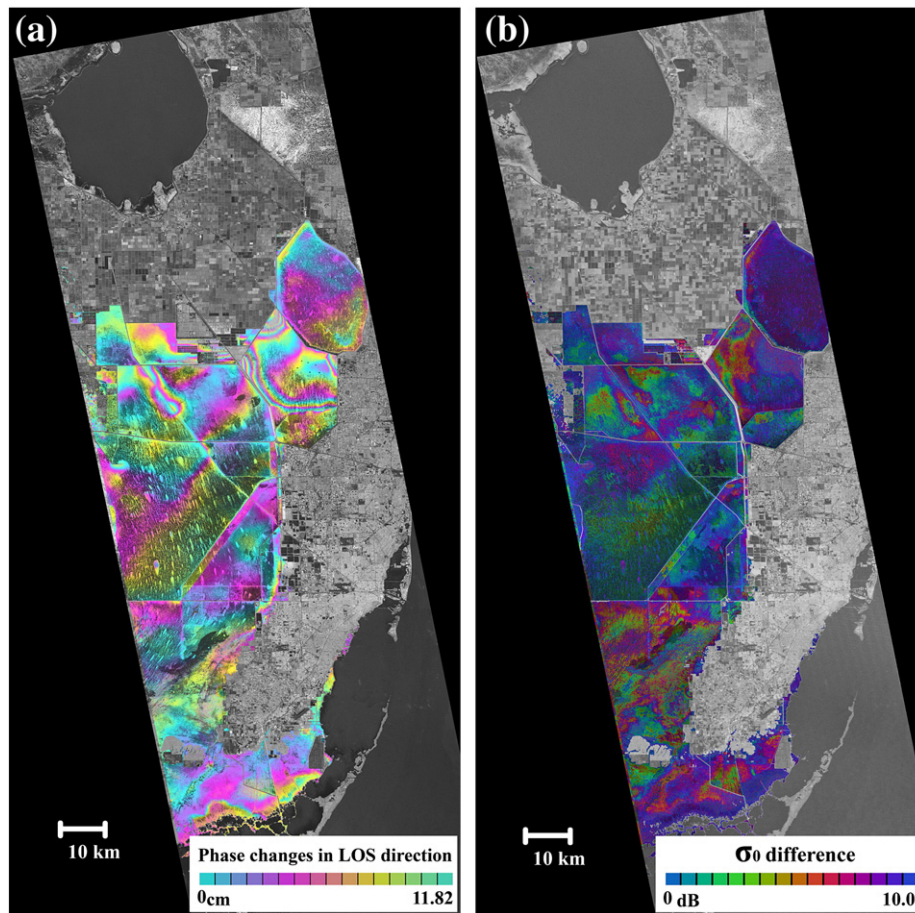 (a)
10 km
Phase changes in LOS direction
0cm 11.82
(b)
10 km
σ0 difference
0 dB 10.0